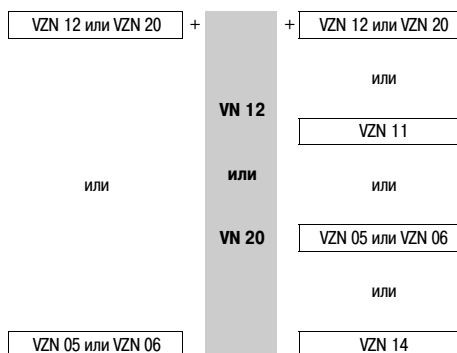 VZN 12 или VZN 20 + + VZN 12 или VZN 20
или
VN 12
VZN 11
или или или
VN 20 VZN 05 или VZN 06
или
VZN 05 или VZN 06 VZN 14